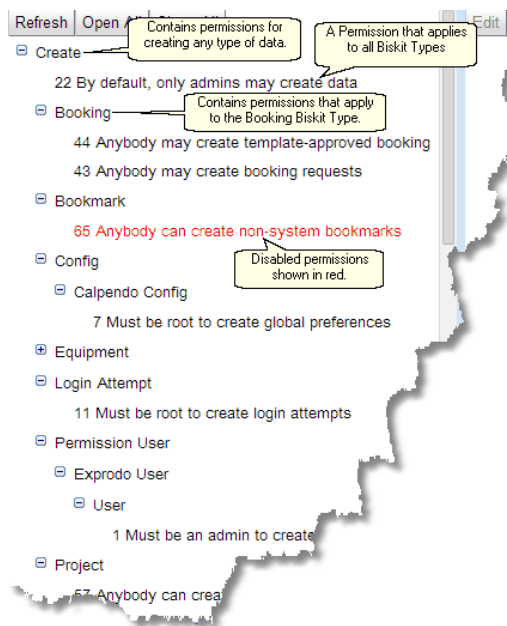 Refresh Open Al
Edit
Contains permissions for
creating any type of data.
A Permission that applies
to all Biskit Types
Create
22 By default, only admins may create data
Contains permissions that apply
to the Booking Biskit Type.
Booking
44 Anybody may create template-approved booking
43 Anybody may create booking requests
Bookmark
65 Anybody can create non-system bookmarks
Disabled permissions
shown in red.
Config
Calpendo Config
7 Must be root to create global preferences
Equipment
Login Attempt
11 Must be root to create login attempts
Permission User
Exprodo User
User
1 Must be an admin to create
Project
57 Anybody can crea